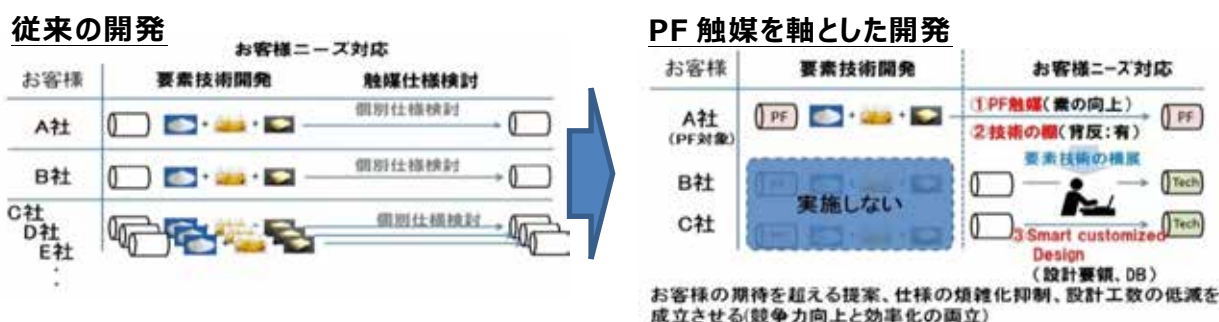 従来の開発
お客様ニーズ対応
お客様
要素技術開発
触媒仕様検討
A社
個別仕様検討
B社
個別仕様検討
C社
D社
E社
・
・
個別仕様検討
PF 触媒を軸とした開発
お客様
要素技術開発
お客様ニーズ対応
A社
(PF対象)
PF
①PF触媒(素の向上)
②技術の棚(背反:有)
PF
要素技術の横展
B社
C社
実施しない
Tech
Tech
3 Smart customized
Design
(設計要領、DB)
お客様の期待を超える提案、仕様の煩雑化抑制、設計工数の低減を
成立させる(競争力向上と効率化の両立)